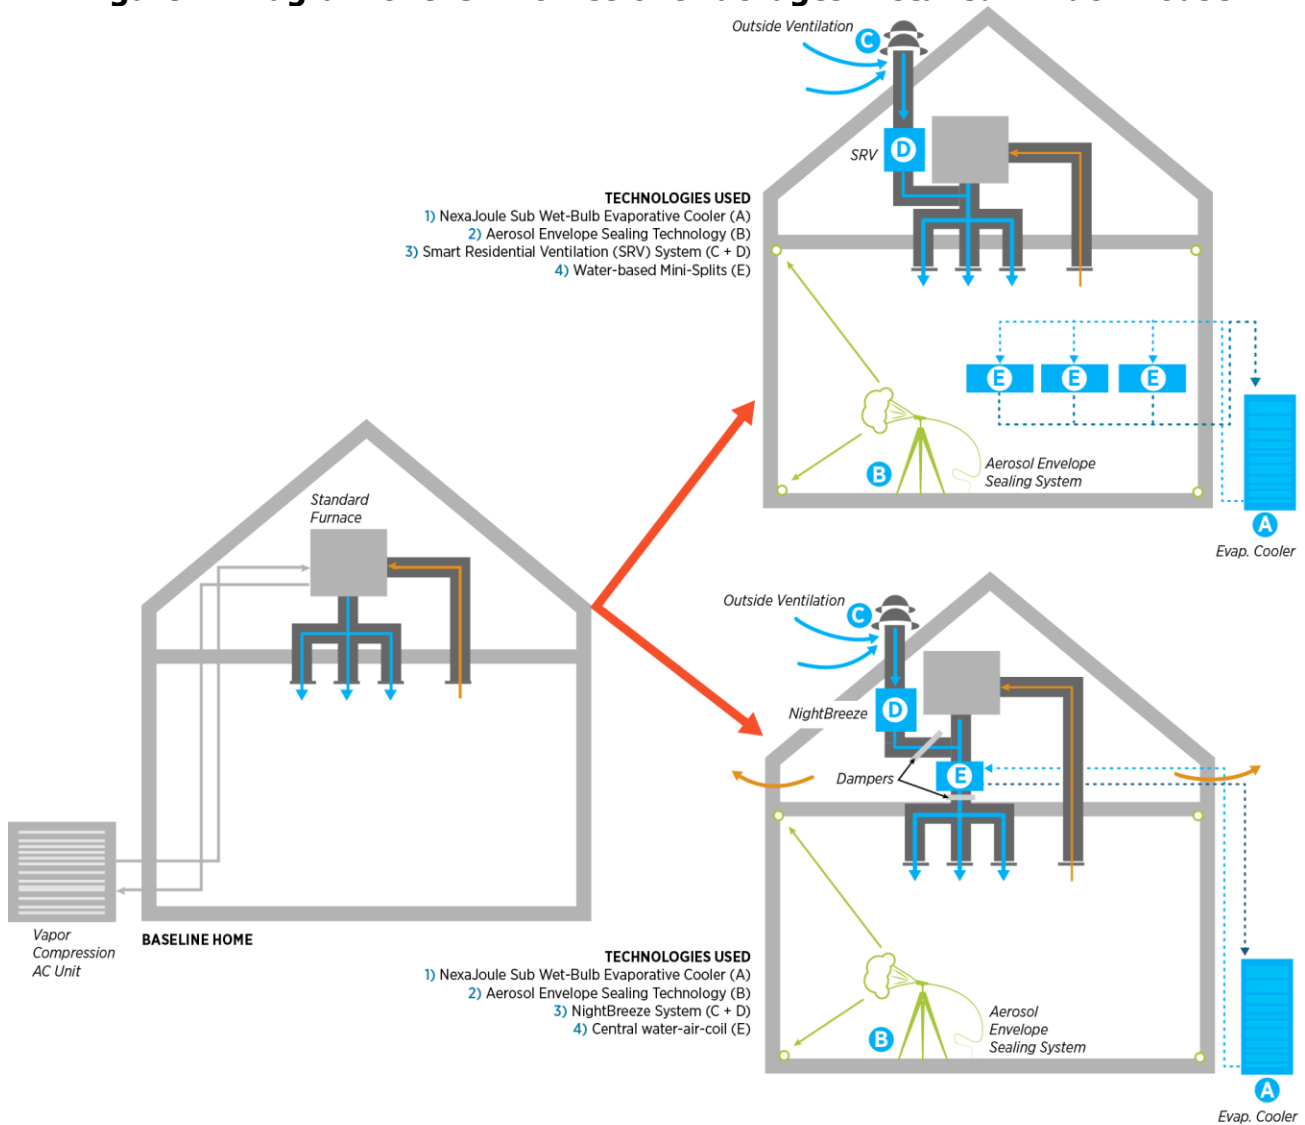 Outside Ventilation
C
D
SRV
TECHNOLOGIES USED
1) NexaJoule Sub Wet-Bulb Evaporative Cooler (A)
2) Aerosol Envelope Sealing Technology (B)
3) Smart Residential Ventilation (SRV) System (C + D)
4) Water-based Mini-Splits (E)
E E E
B
Aerosol Envelope
Sealing System
A
Evap. Cooler
Standard
Furnace
Vapor
Compression
AC Unit
BASELINE HOME
Outside Ventilation
C
NightBreeze
D
Dampers
E
TECHNOLOGIES USED
1) NexaJoule Sub Wet-Bulb Evaporative Cooler (A)
2) Aerosol Envelope Sealing Technology (B)
3) NightBreeze System (C + D)
4) Central water-air-coil (E)
B
Aerosol
Envelope
Sealing System
A
Evap. Cooler